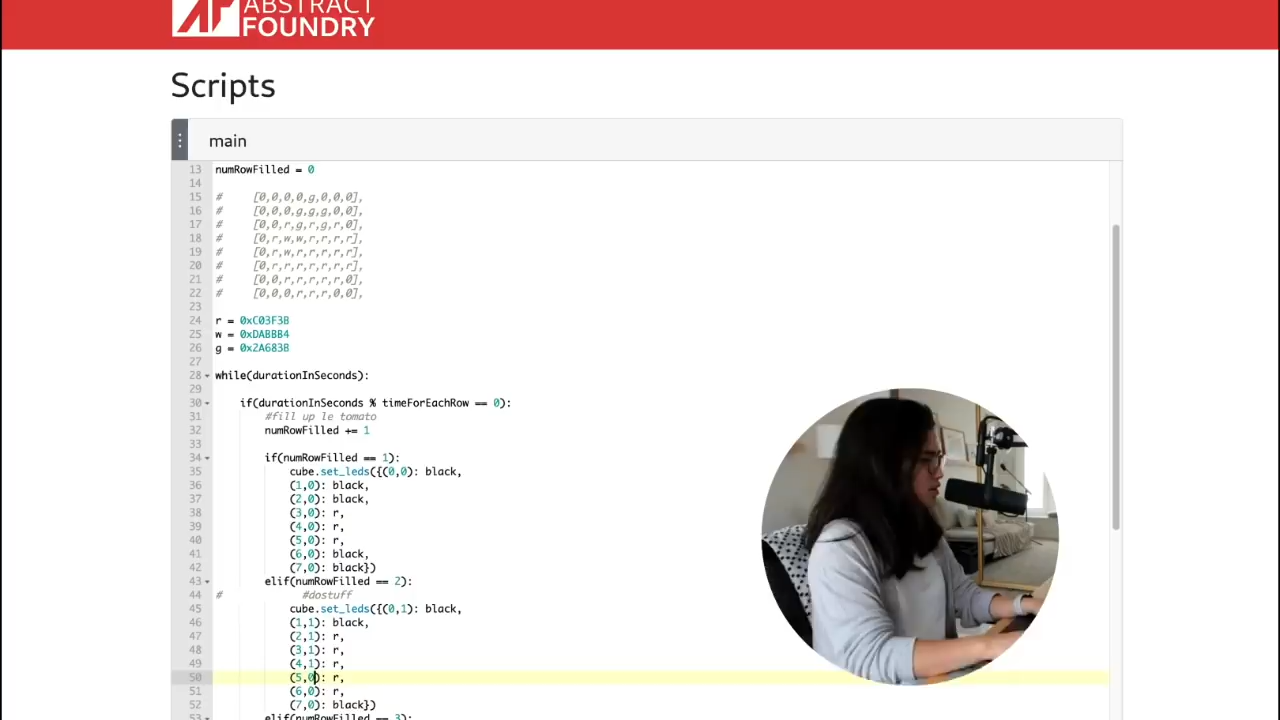 ABSTRACT
FOUNDRY
Scripts
main
13 numRowFilled = 0
14
15 # [0,0,0,0,g,0,0,0],
16 # [0,0,0,g,g,g,0,0],
17 # [0,0,r,g,r,g,r,0],
18 # [0,r,w,w,r,r,r,r],
19 # [0,r,w,r,r,r,r,r],
20 # [0,r,r,r,r,r,r,r],
21 # [0,0,r,r,r,r,r,0],
22 # [0,0,0,r,r,r,0,0],
23
24 r = 0xC03F3B
25 w = 0xDABBB4
26 g = 0x2A683B
27
28 while(durationInSeconds):
29
30 if(durationInSeconds % timeForEachRow == 0):
31 #fill up le tomato
32 numRowFilled += 1
33
34 if(numRowFilled == 1):
35 cube.set_leds({(0,0): black,
36 (1,0): black,
37 (2,0): black,
38 (3,0): r,
39 (4,0): r,
40 (5,0): r,
41 (6,0): black,
42 (7,0): black})
43 elif(numRowFilled == 2):
44 # #dostuff
45 cube.set_leds({(0,1): black,
46 (1,1): black,
47 (2,1): r,
48 (3,1): r,
49 (4,1): r,
50 (5,0): r,
51 (6,0): r,
52 (7,0): black})
53 elif(numRowFilled == 3):